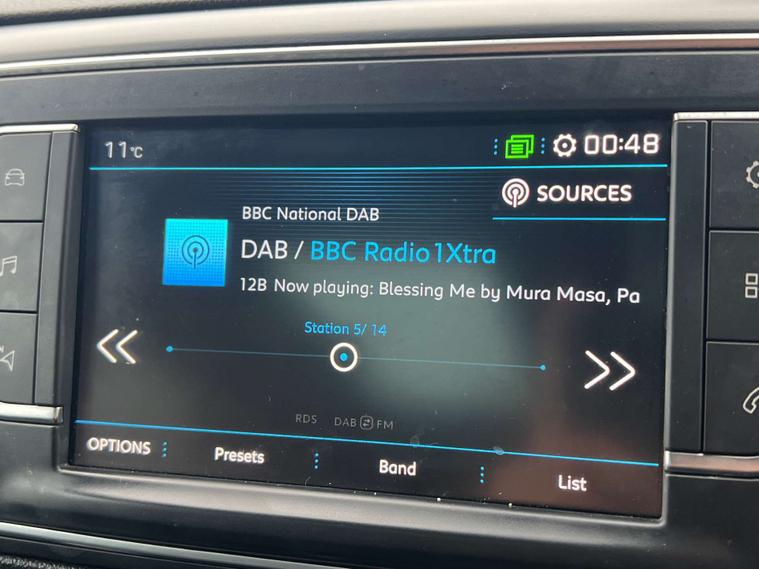 11°C
00:48
SOURCES
BBC National DAB
DAB / BBC Radio 1Xtra
12B Now playing: Blessing Me by Mura Masa, Pa
Station 5/ 14
RDS DAB FM
OPTIONS Presets Band List